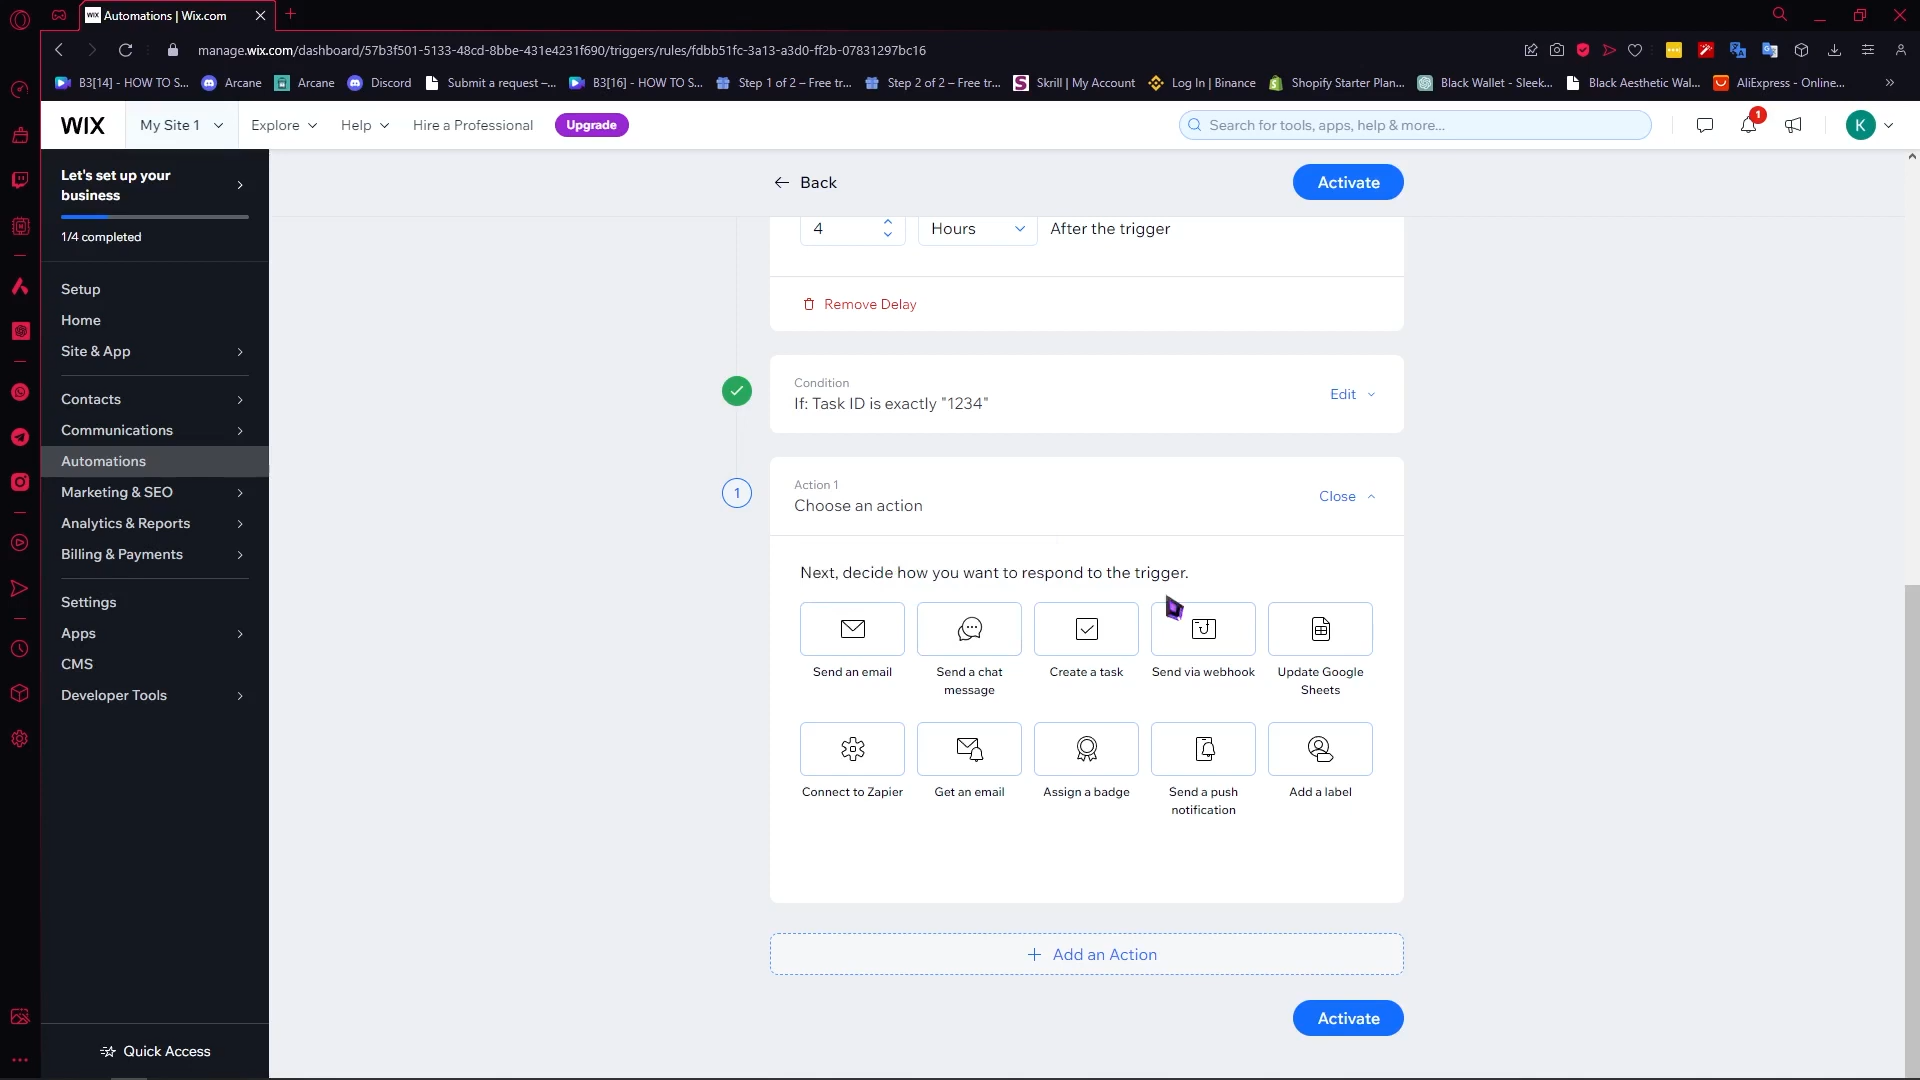 WIX Automations | Wix.com
manage.wix.com/dashboard/57b3f501-5133-48cd-8bbe-431e4231f690/triggers/rules/fdbb51fc-3a13-a3d0-ff2b-07831297bc16
B3[14] - HOW TO S... Arcane Arcane Discord Submit a request –... B3[16] - HOW TO S... Step 1 of 2 – Free tr... Step 2 of 2 – Free tr... Skrill | My Account Log In | Binance Shopify Starter Plan... Black Wallet - Sleek... Black Aesthetic Wal... AliExpress - Online...
WIX My Site 1 Explore Help Hire a Professional Upgrade Search for tools, apps, help & more... 1 K
Let's set up your
business
1/4 completed
Setup
Home
Site & App
Contacts
Communications
Automations
Marketing & SEO
Analytics & Reports
Billing & Payments
Settings
Apps
CMS
Developer Tools
Quick Access
Back Activate
4 Hours After the trigger
Remove Delay
Condition
If: Task ID is exactly "1234"
Edit
1
Action 1
Choose an action
Close
Next, decide how you want to respond to the trigger.
Send an email
Send a chat
message
Create a task
Send via webhook
Update Google
Sheets
Connect to Zapier
Get an email
Assign a badge
Send a push
notification
Add a label
+ Add an Action
Activate